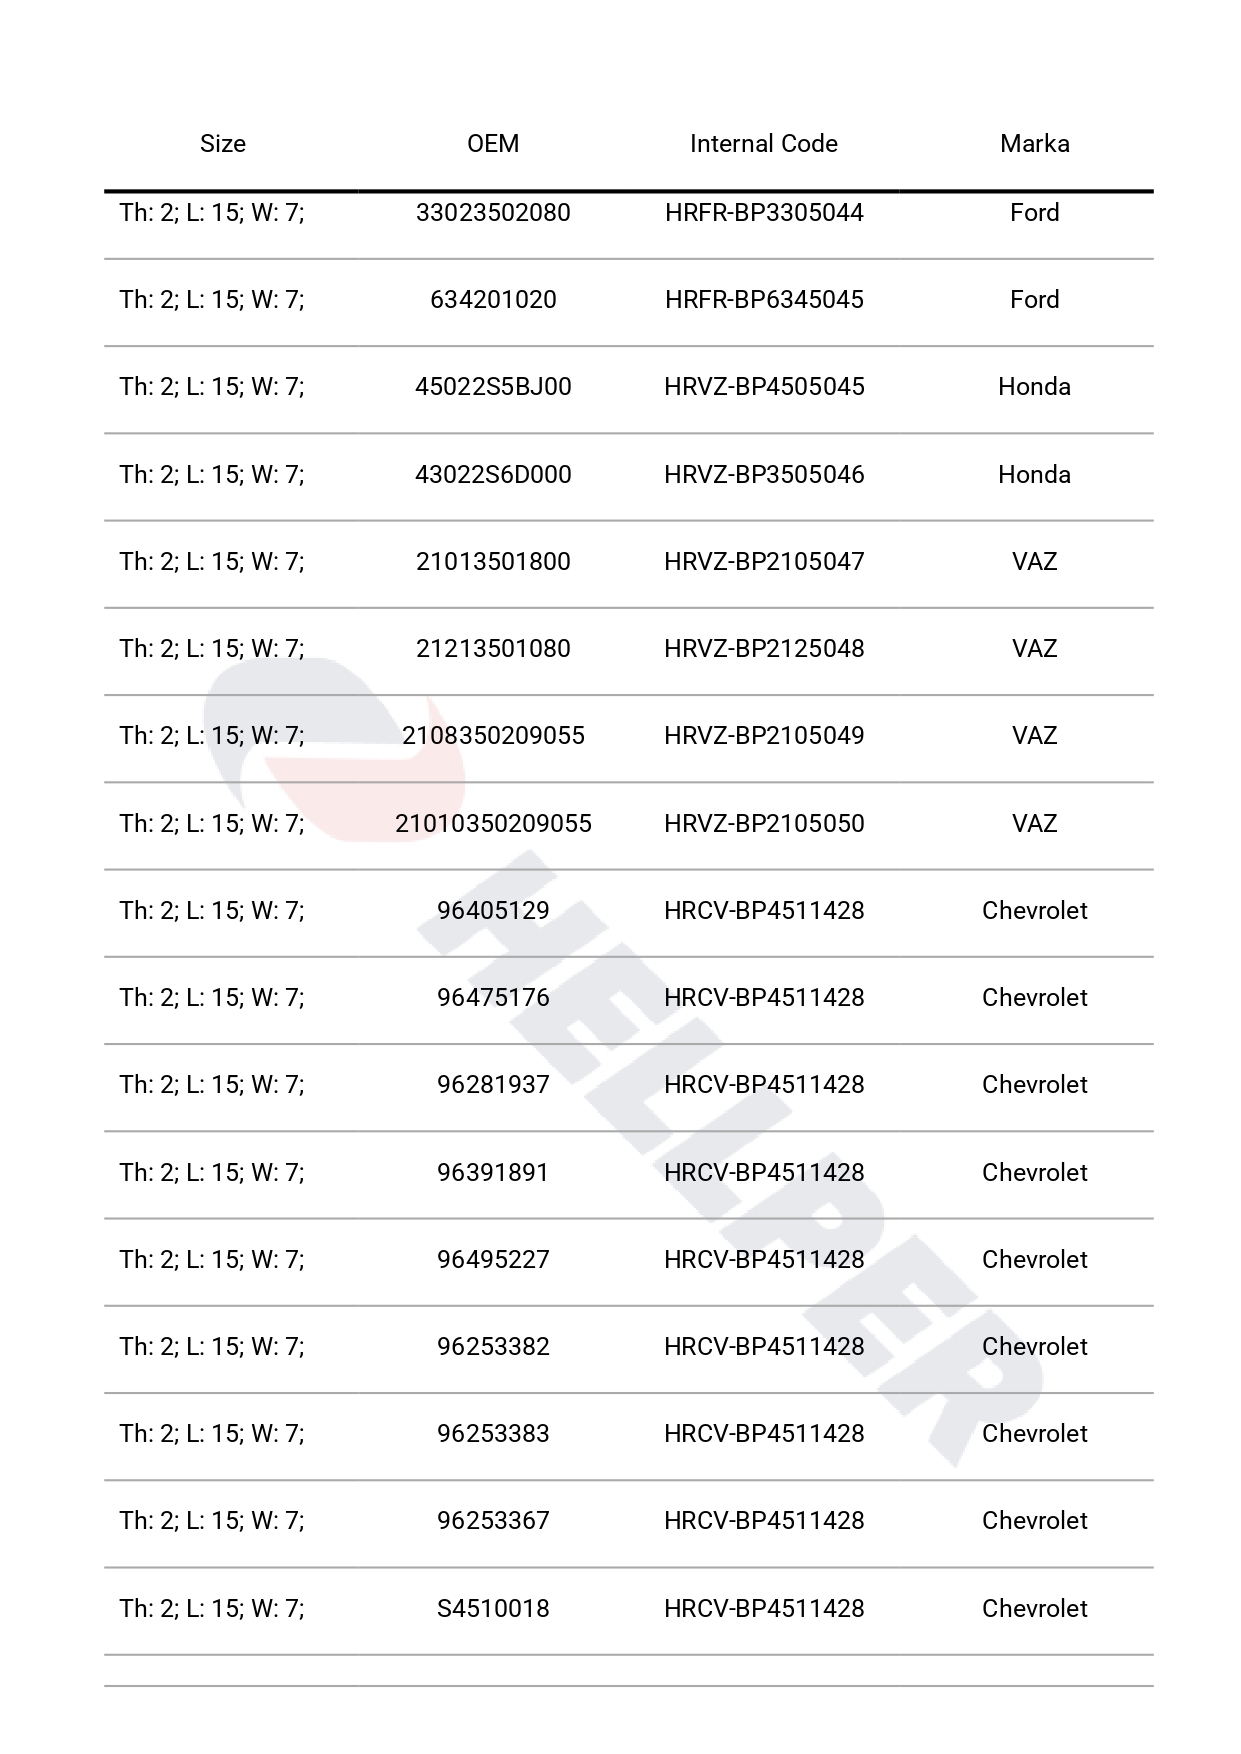 Size OEM Internal Code Marka
Th: 2; L: 15; W: 7; 33023502080 HRFR-BP3305044 Ford
Th: 2; L: 15; W: 7; 634201020 HRFR-BP6345045 Ford
Th: 2; L: 15; W: 7; 45022S5BJ00 HRVZ-BP4505045 Honda
Th: 2; L: 15; W: 7; 43022S6D000 HRVZ-BP3505046 Honda
Th: 2; L: 15; W: 7; 21013501800 HRVZ-BP2105047 VAZ
Th: 2; L: 15; W: 7; 21213501080 HRVZ-BP2125048 VAZ
Th: 2; L: 15; W: 7; 2108350209055 HRVZ-BP2105049 VAZ
Th: 2; L: 15; W: 7; 21010350209055 HRVZ-BP2105050 VAZ
Th: 2; L: 15; W: 7; 96405129 HRCV-BP4511428 Chevrolet
Th: 2; L: 15; W: 7; 96475176 HRCV-BP4511428 Chevrolet
Th: 2; L: 15; W: 7; 96281937 HRCV-BP4511428 Chevrolet
Th: 2; L: 15; W: 7; 96391891 HRCV-BP4511428 Chevrolet
Th: 2; L: 15; W: 7; 96495227 HRCV-BP4511428 Chevrolet
Th: 2; L: 15; W: 7; 96253382 HRCV-BP4511428 Chevrolet
Th: 2; L: 15; W: 7; 96253383 HRCV-BP4511428 Chevrolet
Th: 2; L: 15; W: 7; 96253367 HRCV-BP4511428 Chevrolet
Th: 2; L: 15; W: 7; S4510018 HRCV-BP4511428 Chevrolet
HELLPER